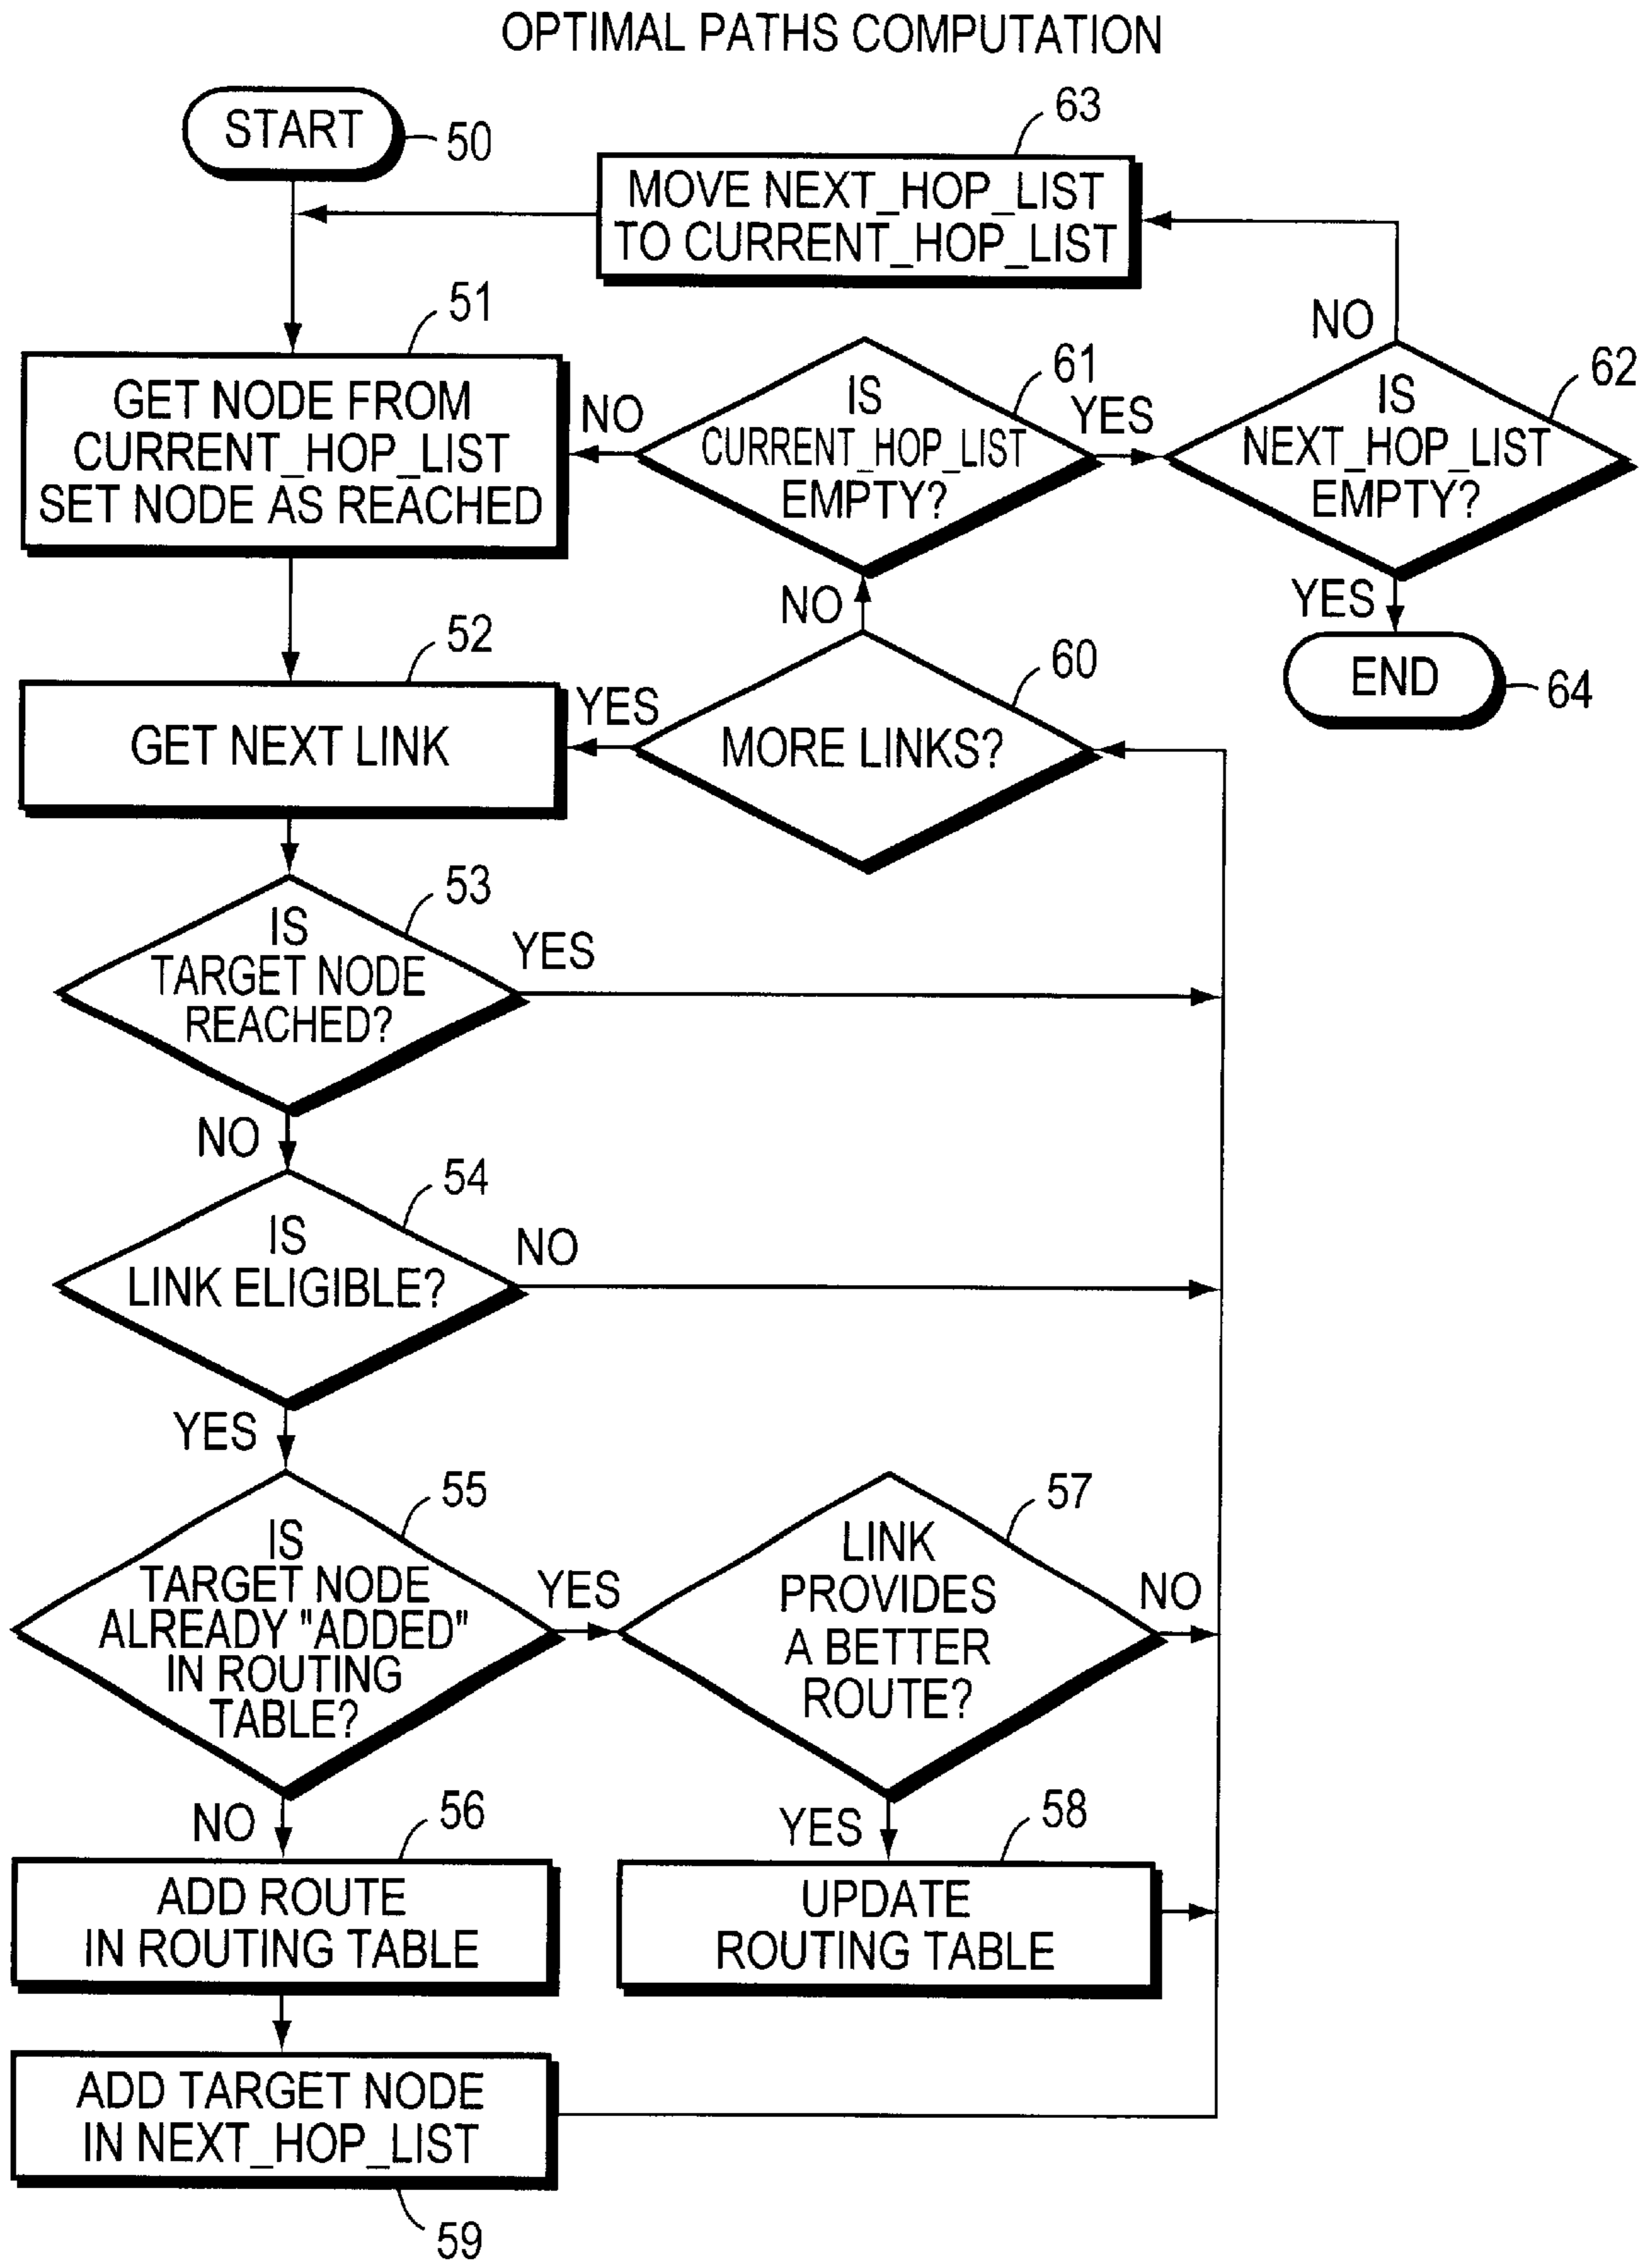 OPTIMAL PATHS COMPUTATION
START
50
63
MOVE NEXT_HOP_LIST
TO CURRENT_HOP_LIST
51
GET NODE FROM
CURRENT_HOP_LIST
SET NODE AS REACHED
NO
61
IS
CURRENT_HOP_LIST
EMPTY?
YES
NO
62
IS
NEXT_HOP_LIST
EMPTY?
YES
END
64
NO
52
GET NEXT LINK
YES
60
MORE LINKS?
53
IS
TARGET NODE
REACHED?
YES
NO
54
IS
LINK ELIGIBLE?
NO
YES
55
IS
TARGET NODE
ALREADY "ADDED"
IN ROUTING
TABLE?
YES
57
LINK
PROVIDES
A BETTER
ROUTE?
NO
NO
56
ADD ROUTE
IN ROUTING TABLE
YES
58
UPDATE
ROUTING TABLE
ADD TARGET NODE
IN NEXT_HOP_LIST
59